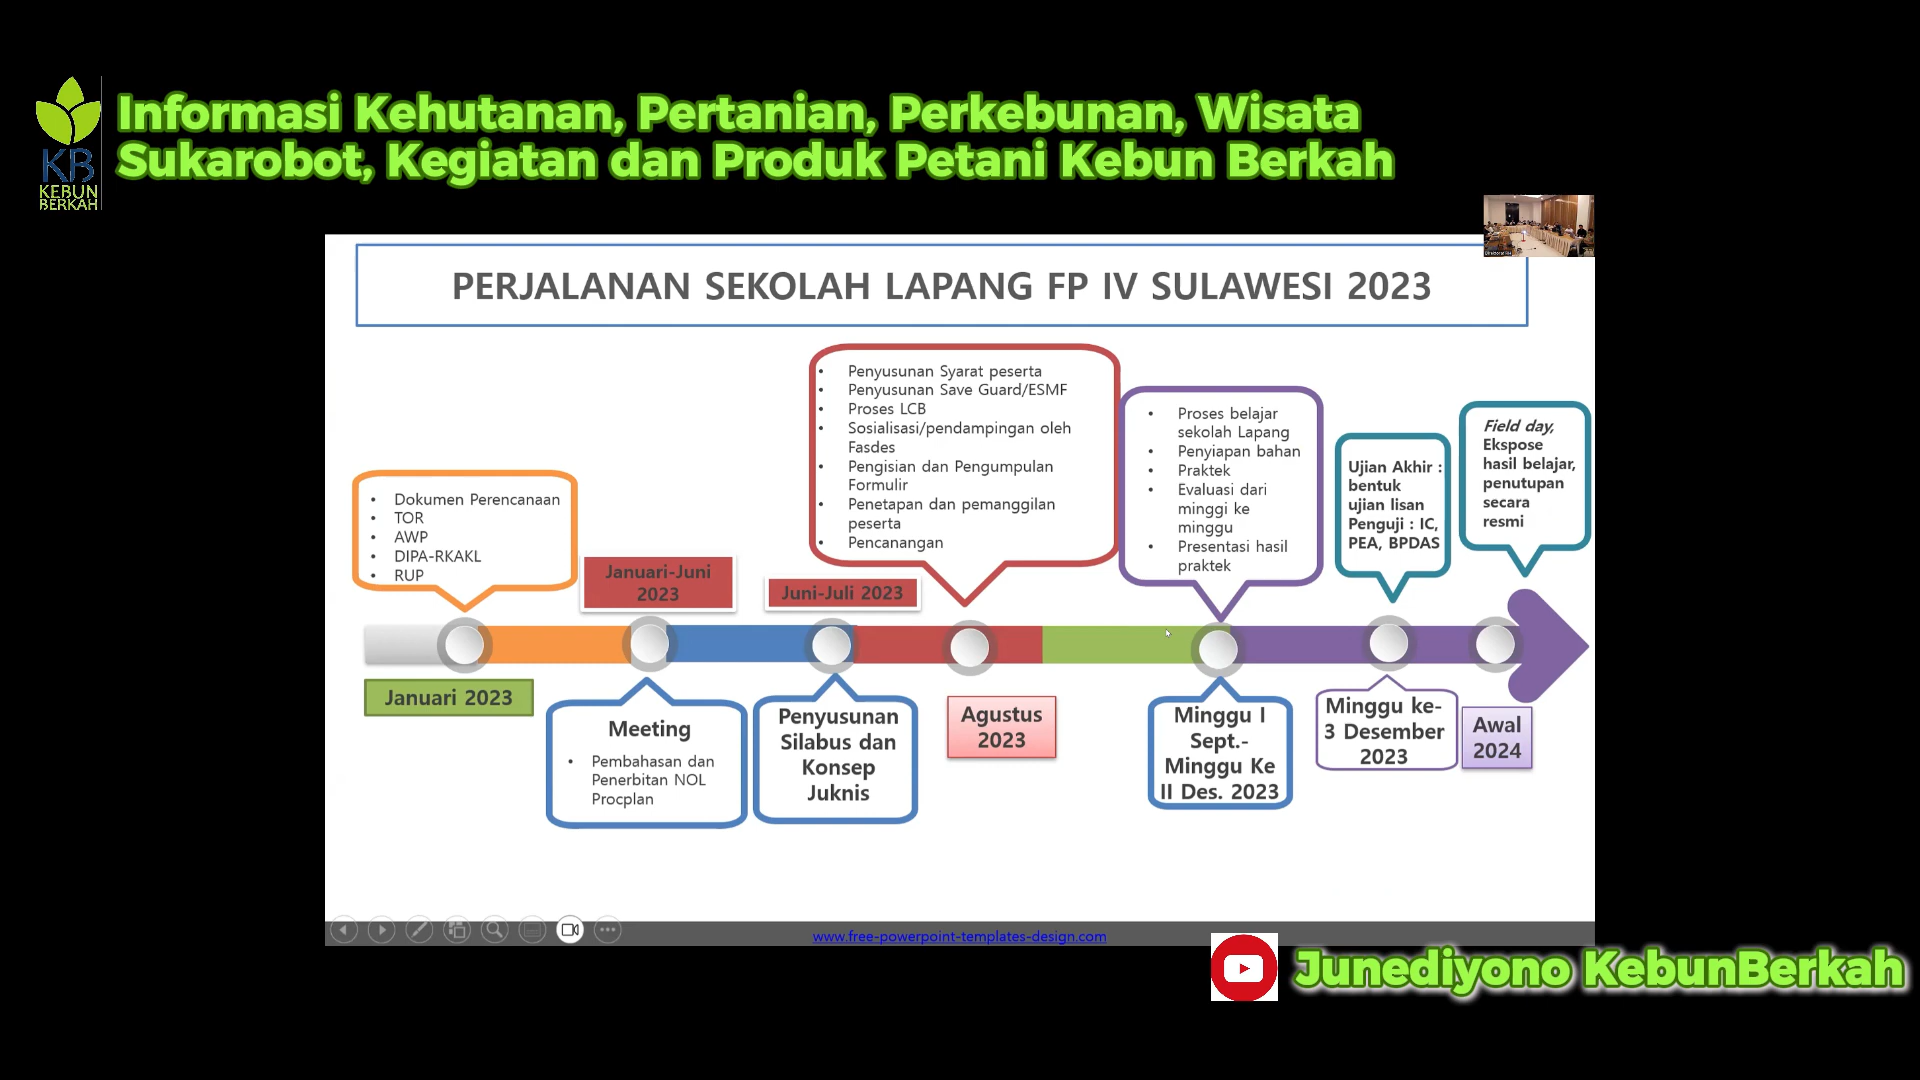 Informasi Kehutanan, Pertanian, Perkebunan, Wisata
Sukarobot, Kegiatan dan Produk Petani Kebun Berkah
KB
KEBUN
BERKAH
PERJALANAN SEKOLAH LAPANG FP IV SULAWESI 2023
• Dokumen Perencanaan
• TOR
• AWP
• DIPA-RKAKL
• RUP
Januari 2023
Januari-Juni
2023
Meeting
• Pembahasan dan
Penerbitan NOL
Procplan
Juni-Juli 2023
Penyusunan
Silabus dan
Konsep
Juknis
• Penyusunan Syarat peserta
• Penyusunan Save Guard/ESMF
• Proses LCB
• Sosialisasi/pendampingan oleh
Fasdes
• Pengisian dan Pengumpulan
Formulir
• Penetapan dan pemanggilan
peserta
• Pencanangan
Agustus
2023
• Proses belajar
sekolah Lapang
• Penyiapan bahan
• Praktek
• Evaluasi dari
minggi ke
minggu
• Presentasi hasil
praktek
Minggu I
Sept.-
Minggu Ke
II Des. 2023
Ujian Akhir :
bentuk
ujian lisan
Penguji : IC,
PEA, BPDAS
Minggu ke-
3 Desember
2023
Field day,
Ekspose
hasil belajar,
penutupan
secara
resmi
Awal
2024
www.free-powerpoint-templates-design.com
Junediyono KebunBerkah